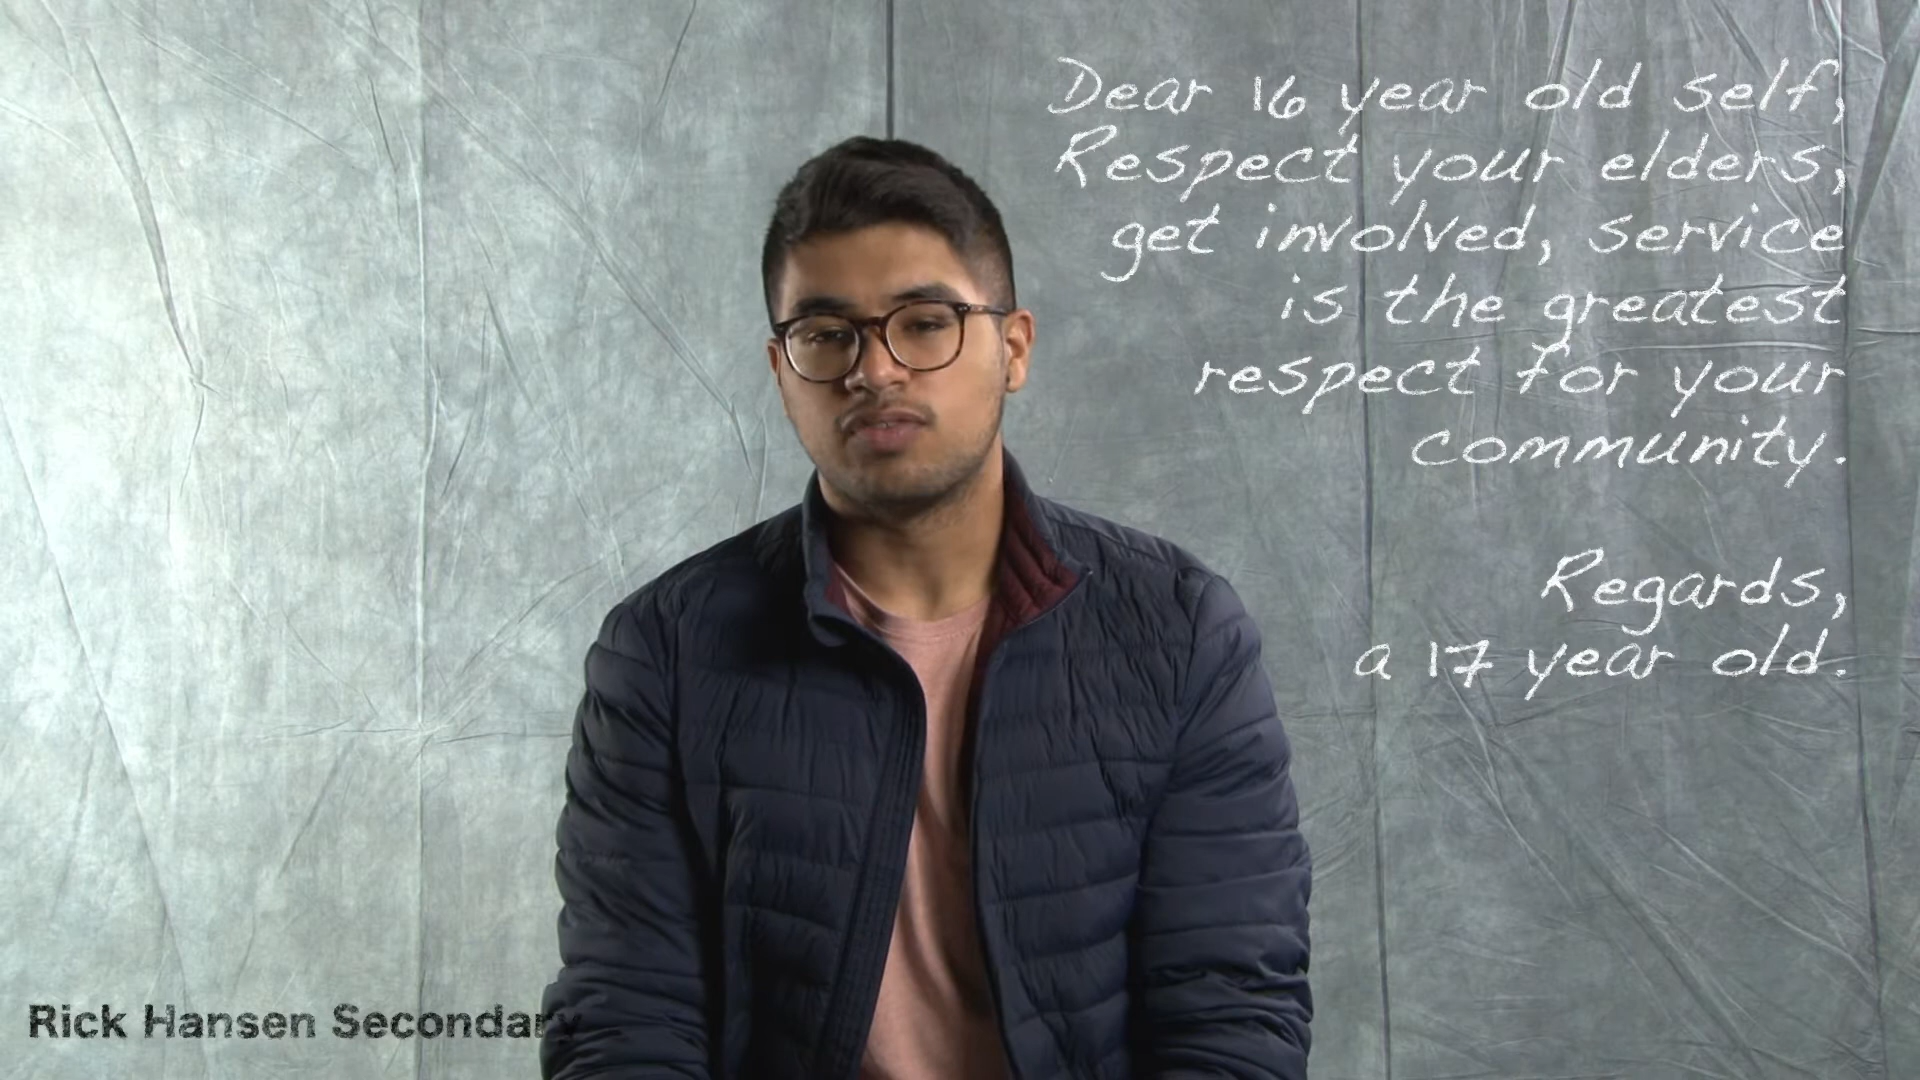 Dear 16 year old self,
Respect your elders,
get involved, service
is the greatest
respect for your
community.
Regards,
a 17 year old.
Rick Hansen Secondary